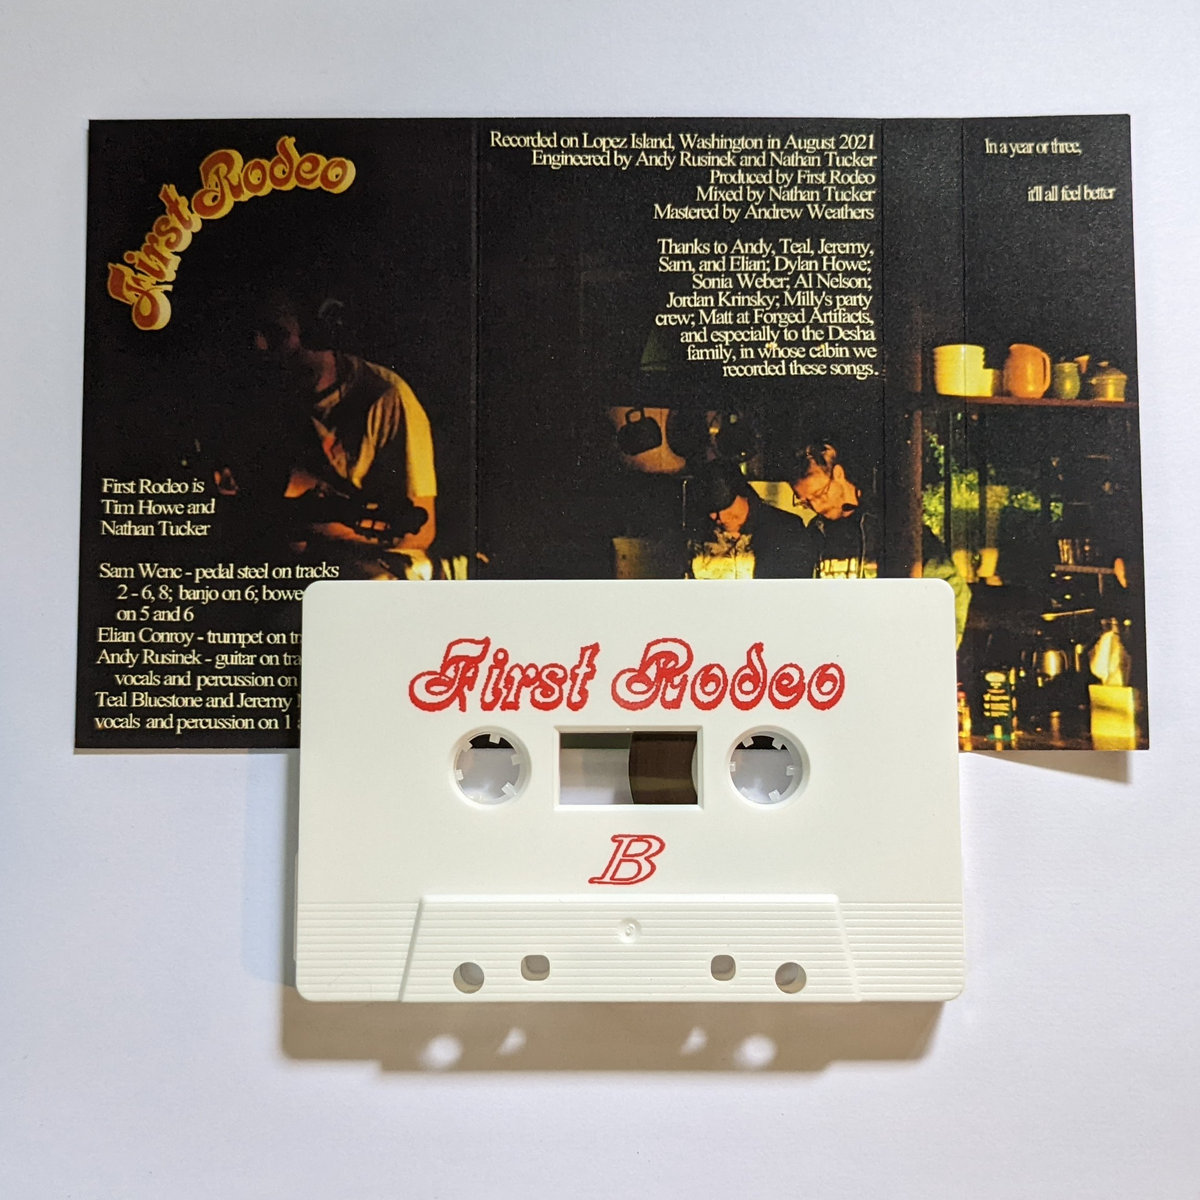 First Rodeo
First Rodeo is
Tim Howe and
Nathan Tucker
Sam Wenc - pedal steel on tracks
2 - 6, 8; banjo on 6;
on 5 and 6
Elian Conroy - trumpet on
Andy Rusinek - guitar on
vocals and percussion on
Teal Bluestone and Jeremy
vocals and percussion on 1
Recorded on Lopez Island, Washington in August 2021
Engineered by Andy Rusinek and Nathan Tucker
Produced by First Rodeo
Mixed by Nathan Tucker
Mastered by Andrew Weathers
Thanks to Andy, Teal, Jeremy,
Sam, and Elian; Dylan Howe;
Sonia Weber; Al Nelson;
Jordan Krinsky; Milly's party
crew; Matt at Forged Artifacts,
and especially to the Desha
family, in whose cabin we
recorded these songs.
In a year or three,
it'll all feel better
First Rodeo
B